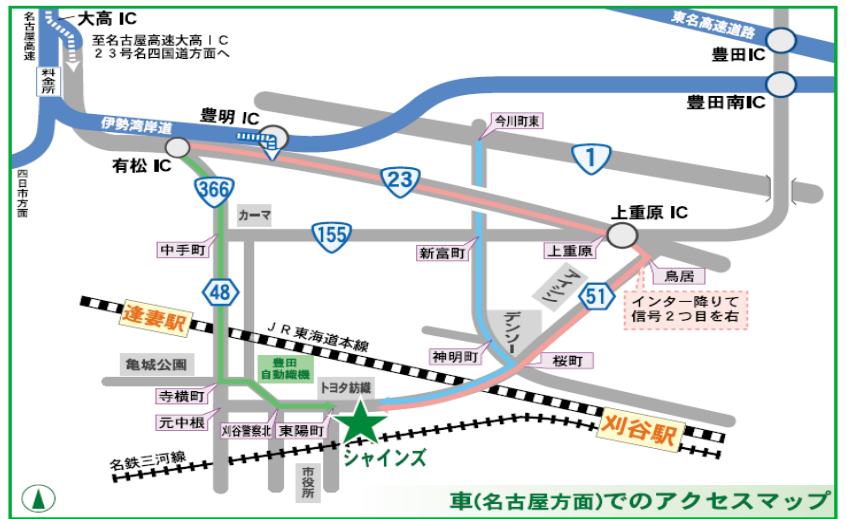 名古屋高速
大高 IC
至名古屋高速大高ＩＣ
２３号名四国道方面へ
料金所
東名高速道路
豊田IC
豊田南IC
豊明 IC
伊勢湾岸道
今川町東
有松 IC
1
四日市方面
366
23
カーマ
上重原 IC
155
中手町
新富町
上重原
鳥居
アイシン
48
51
インター降りて
信号２つ目を右
逢妻駅
ＪＲ東海道本線
デンソー
神明町
桜町
亀城公園
豊田
自動織機
トヨタ紡織
寺横町
元中根
刈谷警察北
東陽町
刈谷駅
シャインズ
名鉄三河線
市役所
車(名古屋方面)でのアクセスマップ